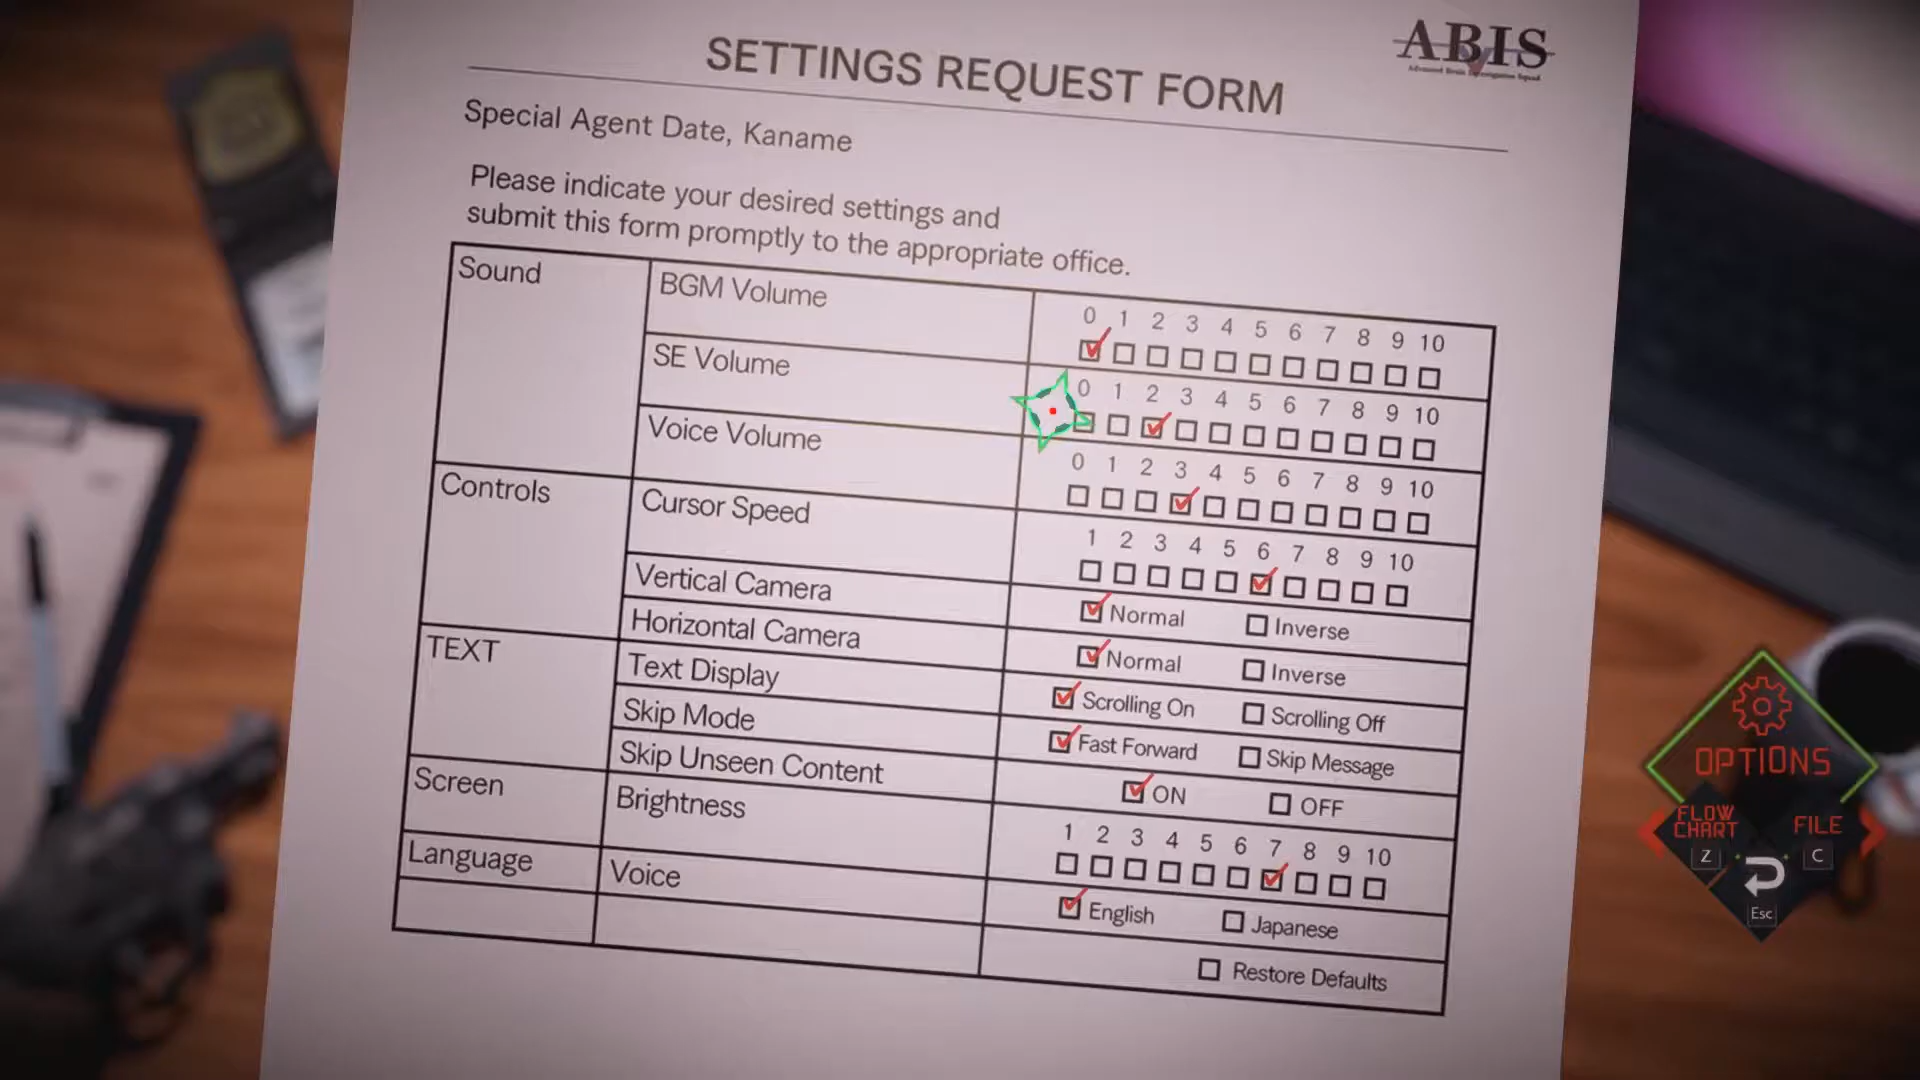 ABIS
Advanced Brain Investigation Squad
SETTINGS REQUEST FORM
Special Agent Date, Kaname
Please indicate your desired settings and
submit this form promptly to the appropriate office.
Sound
BGM Volume
0 1 2 3 4 5 6 7 8 9 10
SE Volume
0 1 2 3 4 5 6 7 8 9 10
Voice Volume
0 1 2 3 4 5 6 7 8 9 10
Controls
Cursor Speed
1 2 3 4 5 6 7 8 9 10
Vertical Camera
Normal Inverse
Horizontal Camera
Normal Inverse
TEXT
Text Display
Scrolling On Scrolling Off
Skip Mode
Fast Forward Skip Message
Skip Unseen Content
ON OFF
Screen
Brightness
1 2 3 4 5 6 7 8 9 10
Language
Voice
English Japanese
Restore Defaults
OPTIONS
FLOW
CHART
Z
FILE
C
Esc